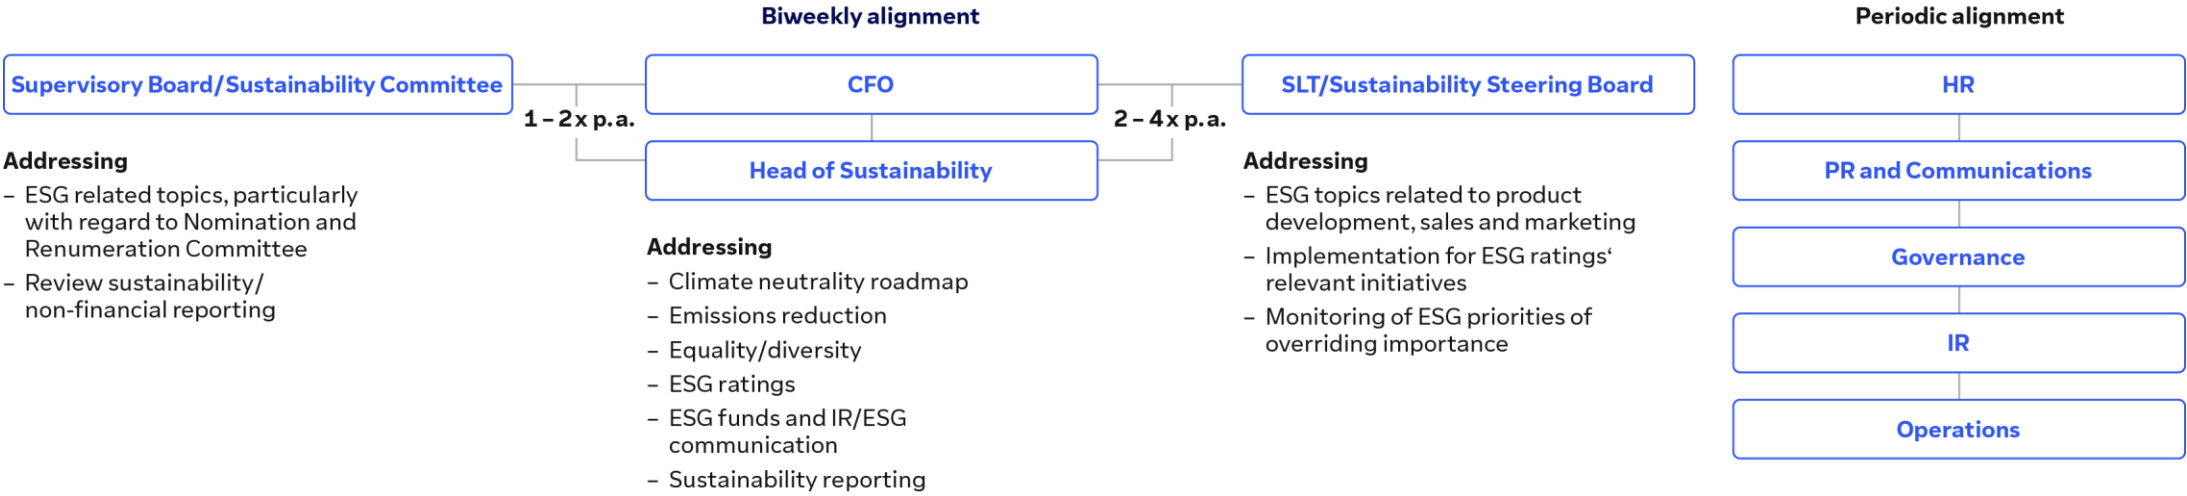 Biweekly alignment
Periodic alignment
Supervisory Board/Sustainability Committee
CFO
SLT/Sustainability Steering Board
HR
1 – 2 x p. a.
2 – 4 x p. a.
Head of Sustainability
PR and Communications
Governance
IR
Operations
Addressing
– ESG related topics, particularly
with regard to Nomination and
Renumeration Committee
– Review sustainability/
non-financial reporting
Addressing
– Climate neutrality roadmap
– Emissions reduction
– Equality/diversity
– ESG ratings
– ESG funds and IR/ESG
communication
– Sustainability reporting
Addressing
– ESG topics related to product
development, sales and marketing
– Implementation for ESG ratings‘
relevant initiatives
– Monitoring of ESG priorities of
overriding importance